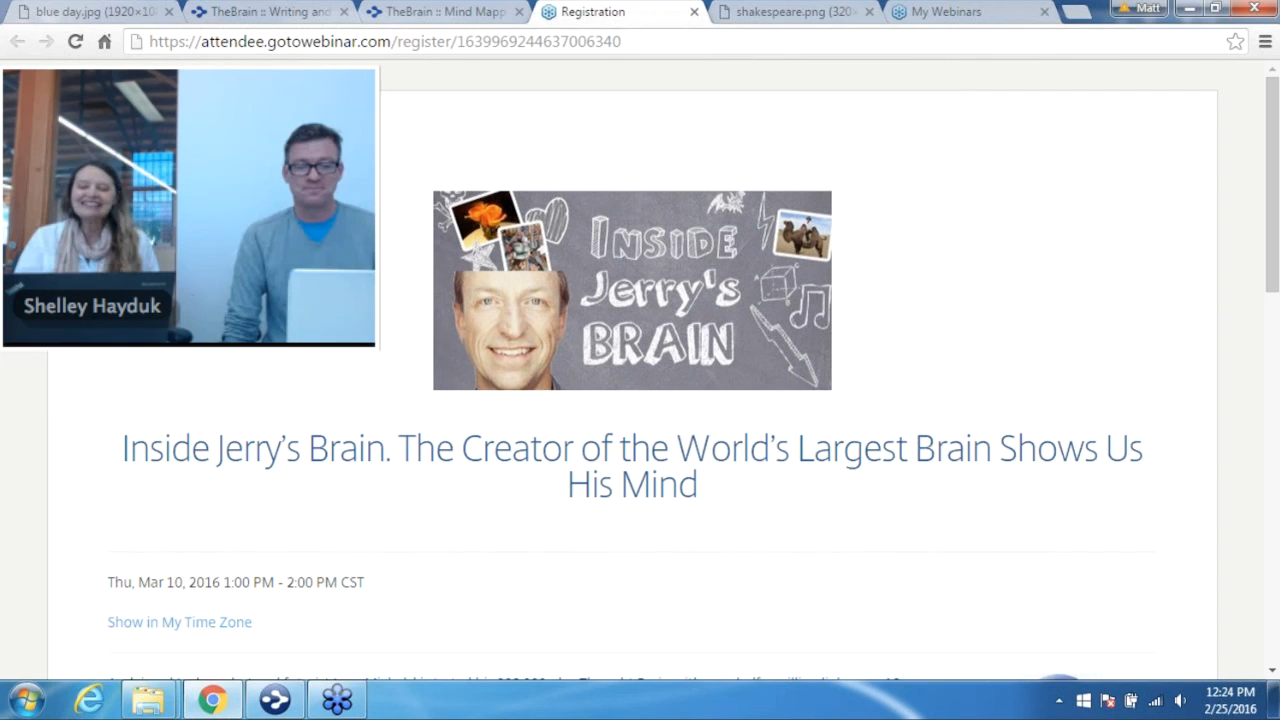 blue day.jpg (1920×10
TheBrain :: Writing and
TheBrain :: Mind Mapp
Registration
shakespeare.png (320×
My Webinars
Matt
https://attendee.gotowebinar.com/register/1639969244637006340
Shelley Hayduk
INSIDE
Jerry's
BRAIN
Inside Jerry's Brain. The Creator of the World's Largest Brain Shows Us
His Mind
Thu, Mar 10, 2016 1:00 PM - 2:00 PM CST
Show in My Time Zone
12:24 PM
2/25/2016